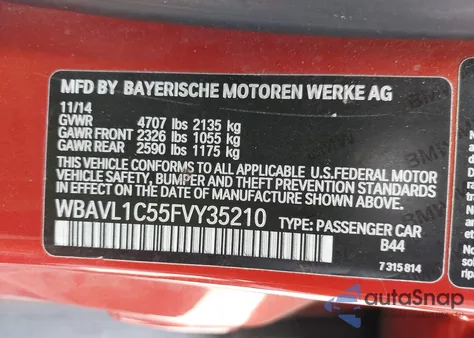 MFD BY BAYERISCHE MOTOREN WERKE AG
11/14
GVWR 4707 lbs 2135 kg
GAWR FRONT 2326 lbs 1055 kg
GAWR REAR 2590 lbs 1175 kg
THIS VEHICLE CONFORMS TO ALL APPLICABLE U.S.FEDERAL MOTOR
VEHICLE SAFETY, BUMPER AND THEFT PREVENTION STANDARDS
IN EFFECT ON THE DATE OF MANUFACTURE SHOWN ABOVE.
WBAVL1C55FVY35210 TYPE: PASSENGER CAR
B44
7 315 814
autoSnap